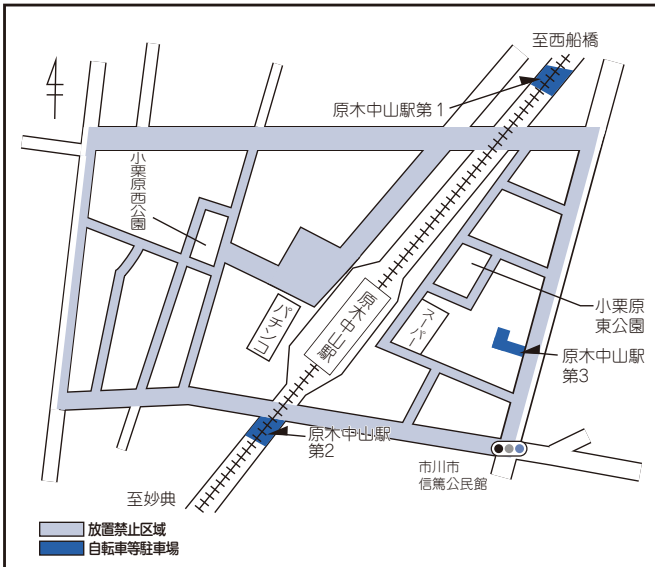 至西船橋
原木中山駅第1
小栗原西公園
小栗原
東公園
スーパー
原木中山駅
パチンコ
原木中山駅
第3
原木中山駅
第2
市川市
信篤公民館
至妙典
放置禁止区域
自転車等駐車場